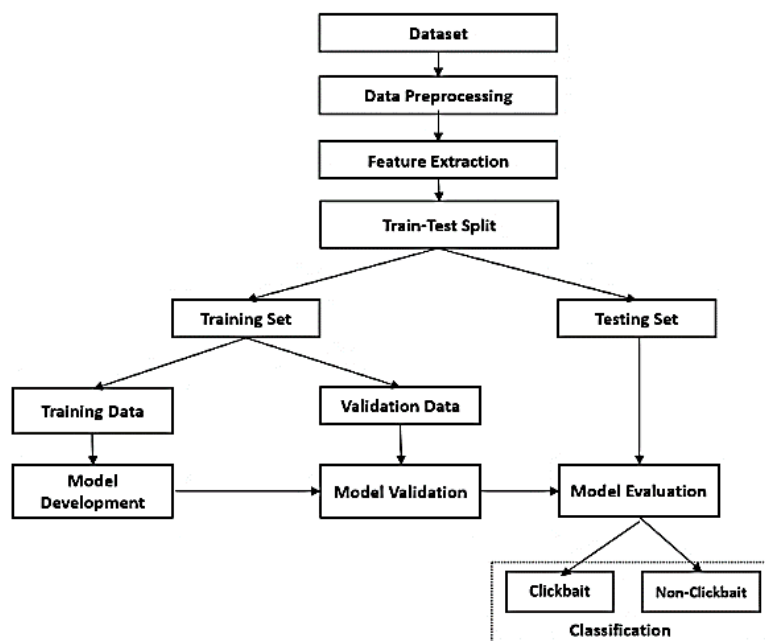 Dataset
Data Preprocessing
Feature Extraction
Train-Test Split
Training Set
Testing Set
Training Data
Validation Data
Model
Development
Model Validation
Model Evaluation
Clickbait
Non-Clickbait
Classification